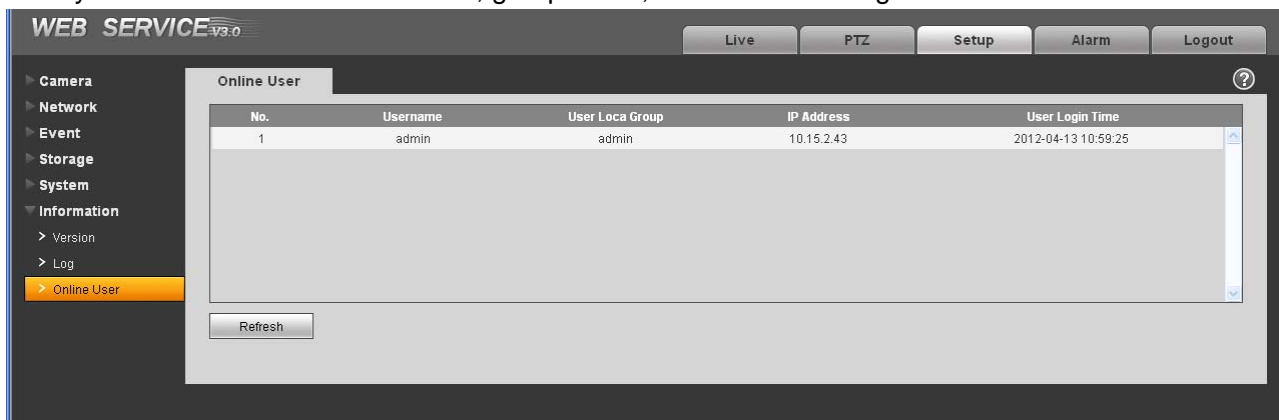 WEB SERVICE V3.0
Live PTZ Setup Alarm Logout
Camera
Network
Event
Storage
System
Information
> Version
> Log
> Online User
Online User ?
No. Username User Loca Group IP Address User Login Time
1 admin admin 10.15.2.43 2012-04-13 10:59:25
Refresh